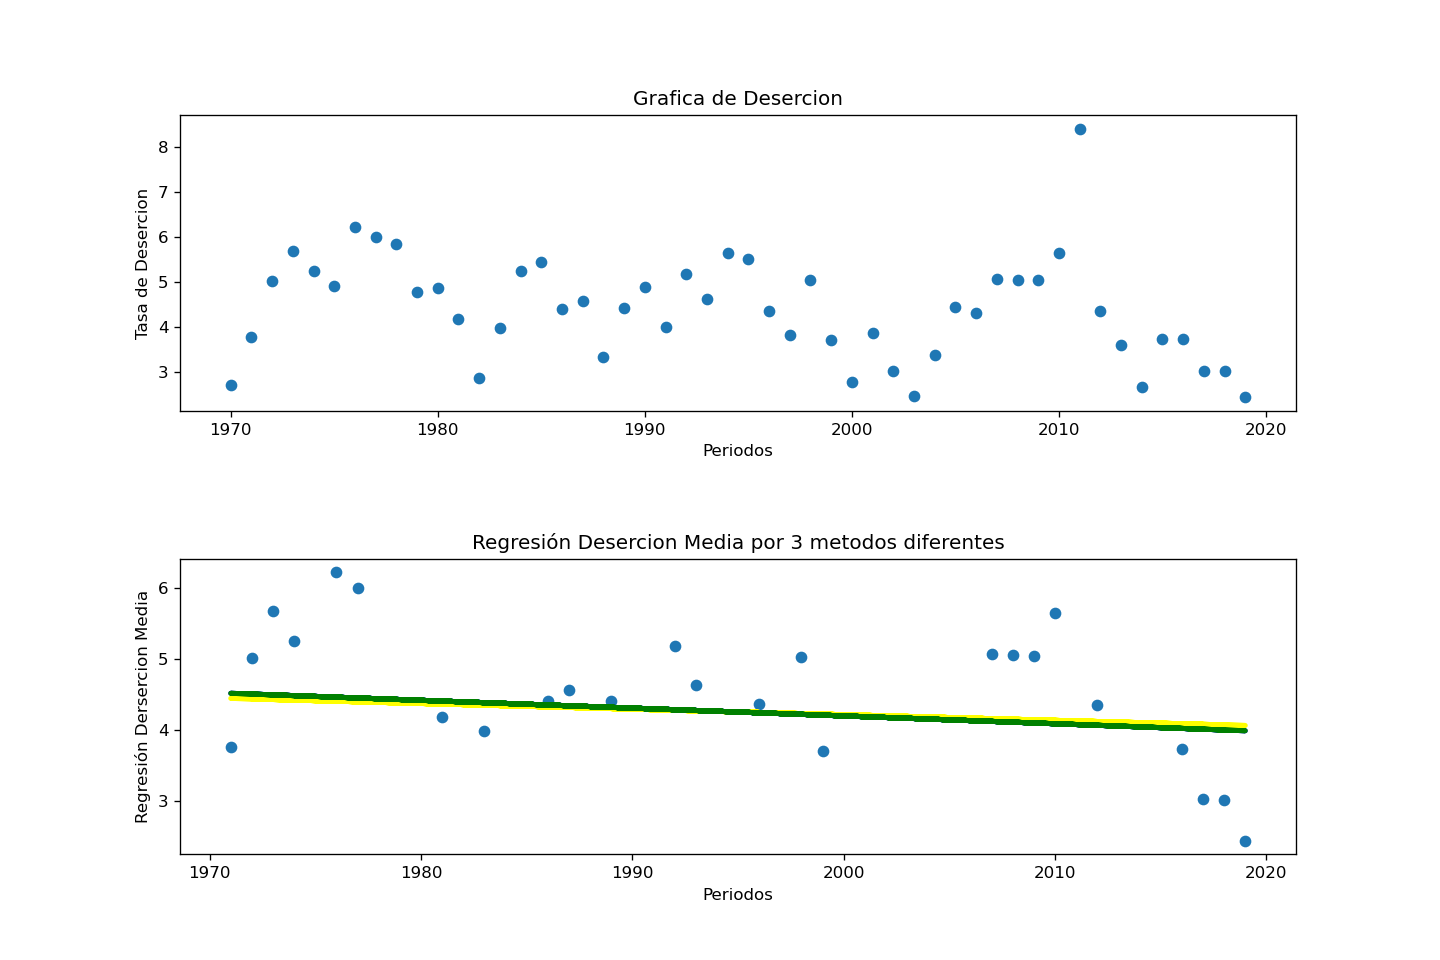 Grafica de Desercion
Tasa de Desercion
8
7
6
5
4
3
1970 1980 1990 2000 2010 2020
Periodos
Regresión Desercion Media por 3 metodos diferentes
Regresión Dersercion Media
6
5
4
3
1970 1980 1990 2000 2010 2020
Periodos